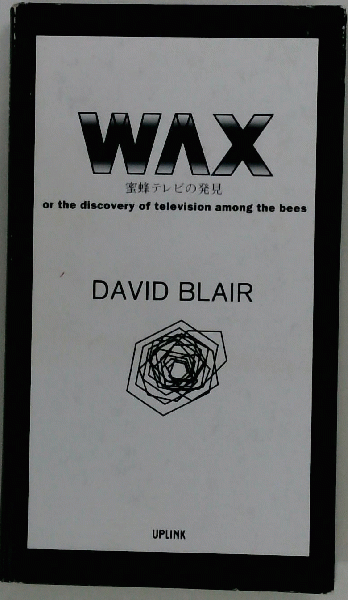 WAX
蜜蜂テレビの発見
or the discovery of television among the bees
DAVID BLAIR
UPLINK